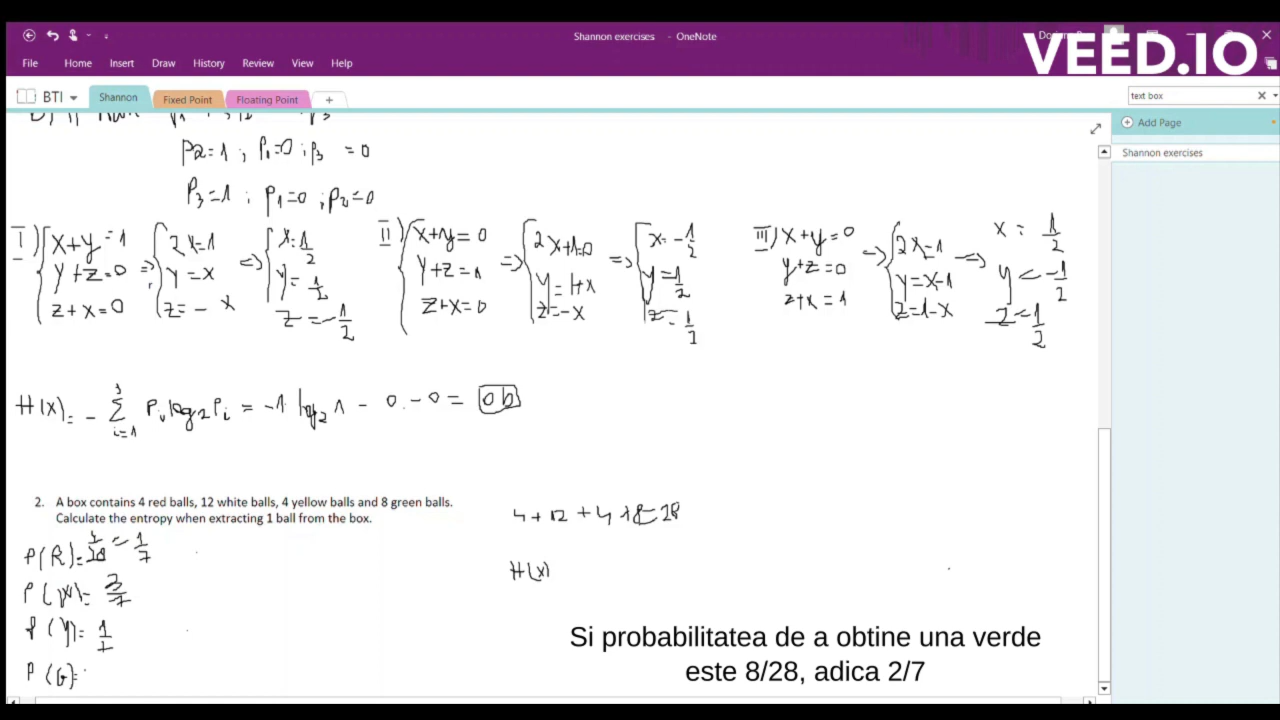 Shannon exercises - OneNote
VEED.IO
File Home Insert Draw History Review View Help
BTI Shannon Fixed Point Floating Point +
text box
Add Page
Shannon exercises
P2=1 ; P1=0 ; P3 =0
P3=1 ; P1=0 ; P2=0
I) x+y=1 => 2x=1 <=> x=1/2 II) x+y=0 => 2x+1=0 => x=-1/2 III) x+y=0 => 2x=1 => x=1/2
y+z=0 y=x y=1/2 y+z=1 y=1+x y=1/2 y+z=0 y=x-1 y=-1/2
z+x=0 z=-x z=-1/2 z+x=0 z=-x z+x=1 z=1-x z=1/2
H(x)= - Σ i=1 3 Pi log2 Pi = -1 log2 1 - 0 - 0 = 0b
2. A box contains 4 red balls, 12 white balls, 4 yellow balls and 8 green balls.
Calculate the entropy when extracting 1 ball from the box.
4+12+4+8=28
P(R)=4/28=1/7
H(x)
P(W)=3/7
P(Y)=1/7
P(G)=
Si probabilitatea de a obtine una verde
este 8/28, adica 2/7